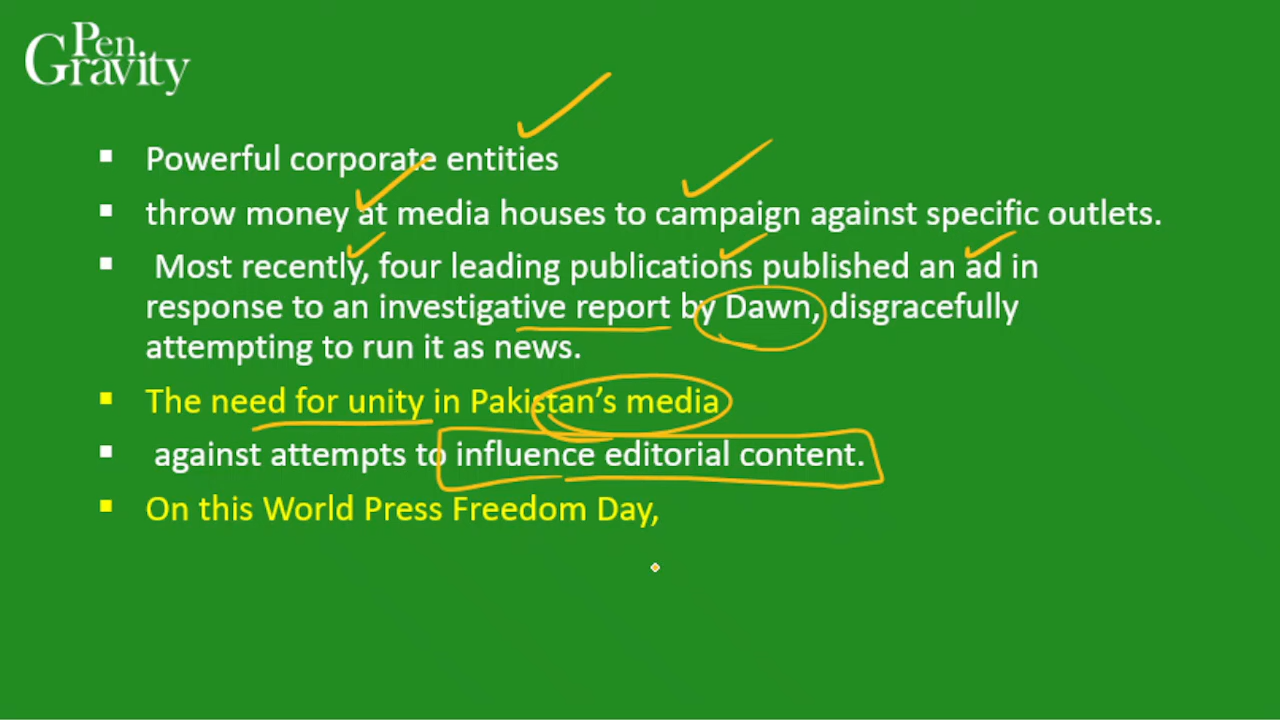 Pen
Gravity
Powerful corporate entities
throw money at media houses to campaign against specific outlets.
Most recently, four leading publications published an ad in
response to an investigative report by Dawn, disgracefully
attempting to run it as news.
The need for unity in Pakistan's media
against attempts to influence editorial content.
On this World Press Freedom Day,